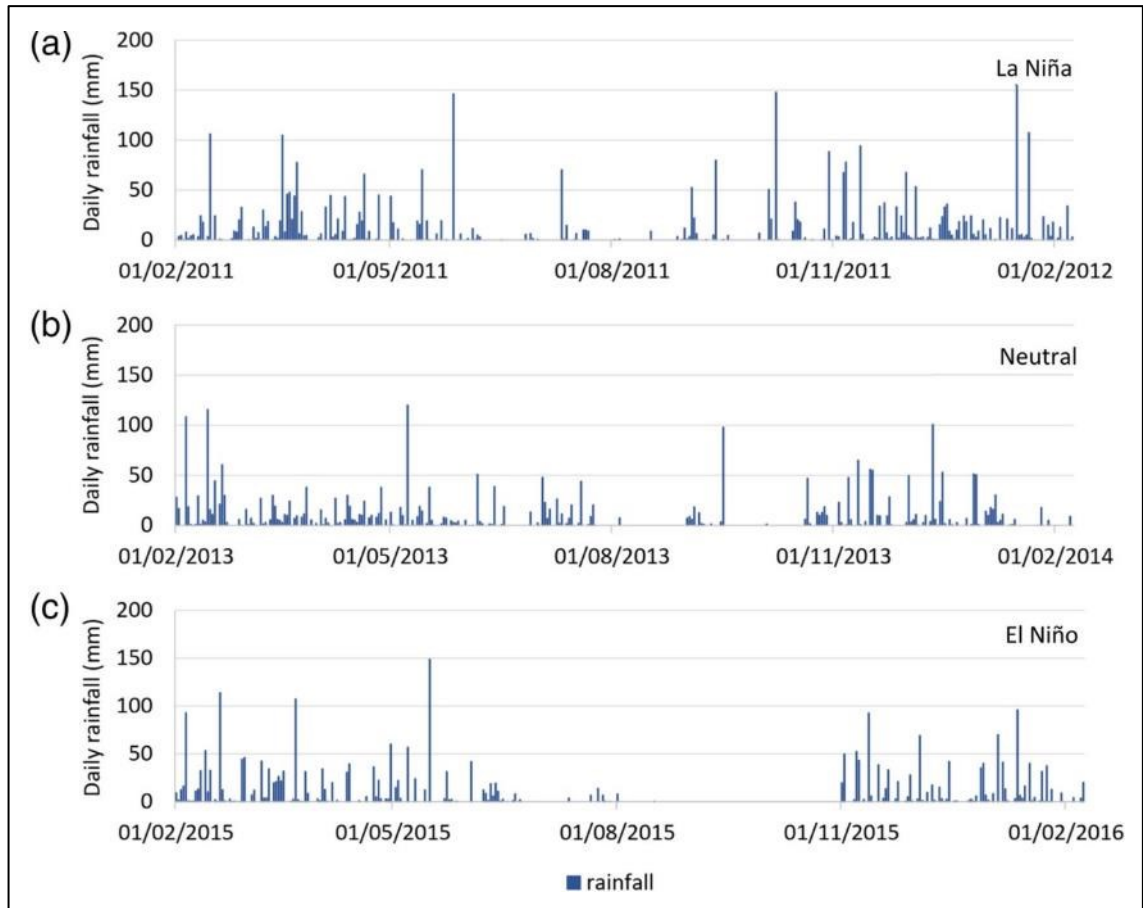 (a)
Daily rainfall (mm)
200
150
100
50
0
La Niña
01/02/2011 01/05/2011 01/08/2011 01/11/2011 01/02/2012
(b)
Daily rainfall (mm)
200
150
100
50
0
Neutral
01/02/2013 01/05/2013 01/08/2013 01/11/2013 01/02/2014
(c)
Daily rainfall (mm)
200
150
100
50
0
El Niño
01/02/2015 01/05/2015 01/08/2015 01/11/2015 01/02/2016
rainfall